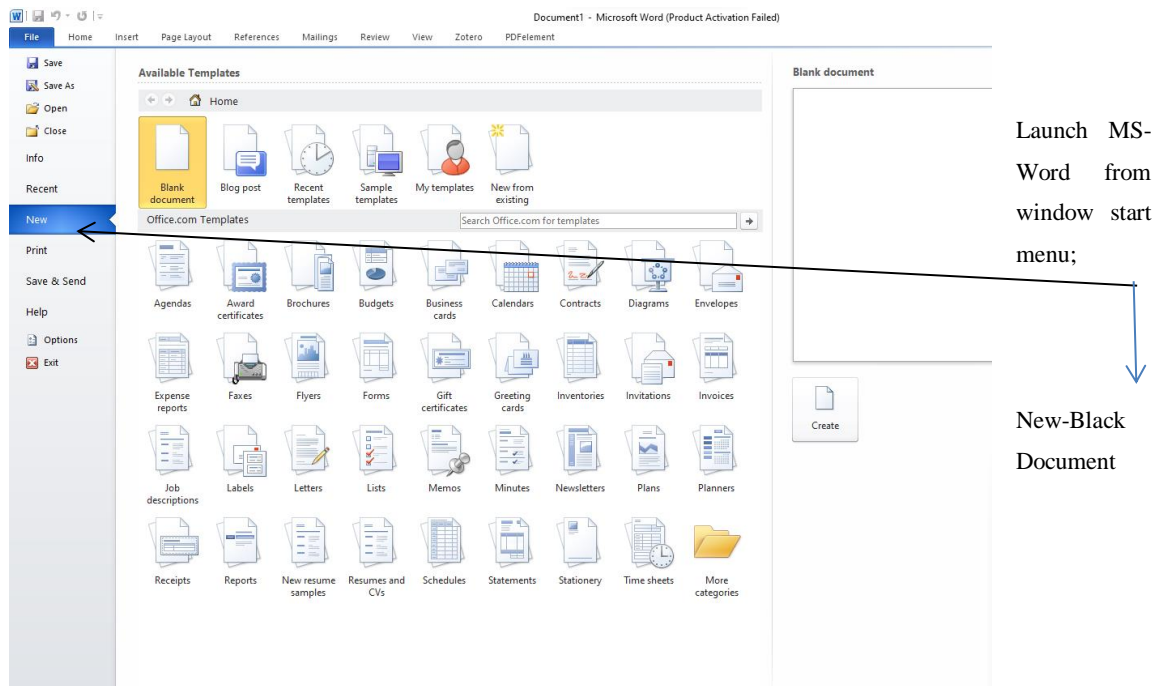 Document1 - Microsoft Word (Product Activation Failed)
File Home Insert Page Layout References Mailings Review View Zotero PDFelement
Save
Save As
Open
Close
Info
Recent
New
Print
Save & Send
Help
Options
Exit
Available Templates
Home
Blank document
Blog post
Recent templates
Sample templates
My templates
New from existing
Office.com Templates
Search Office.com for templates
Agendas
Award certificates
Brochures
Budgets
Business cards
Calendars
Contracts
Diagrams
Envelopes
Expense reports
Faxes
Flyers
Forms
Gift certificates
Greeting cards
Inventories
Invitations
Invoices
Job descriptions
Labels
Letters
Lists
Memos
Minutes
Newsletters
Plans
Planners
Receipts
Reports
New resume samples
Resumes and CVs
Schedules
Statements
Stationery
Time sheets
More categories
Blank document
Create
Launch MS-
Word from
window start
menu;
New-Black
Document